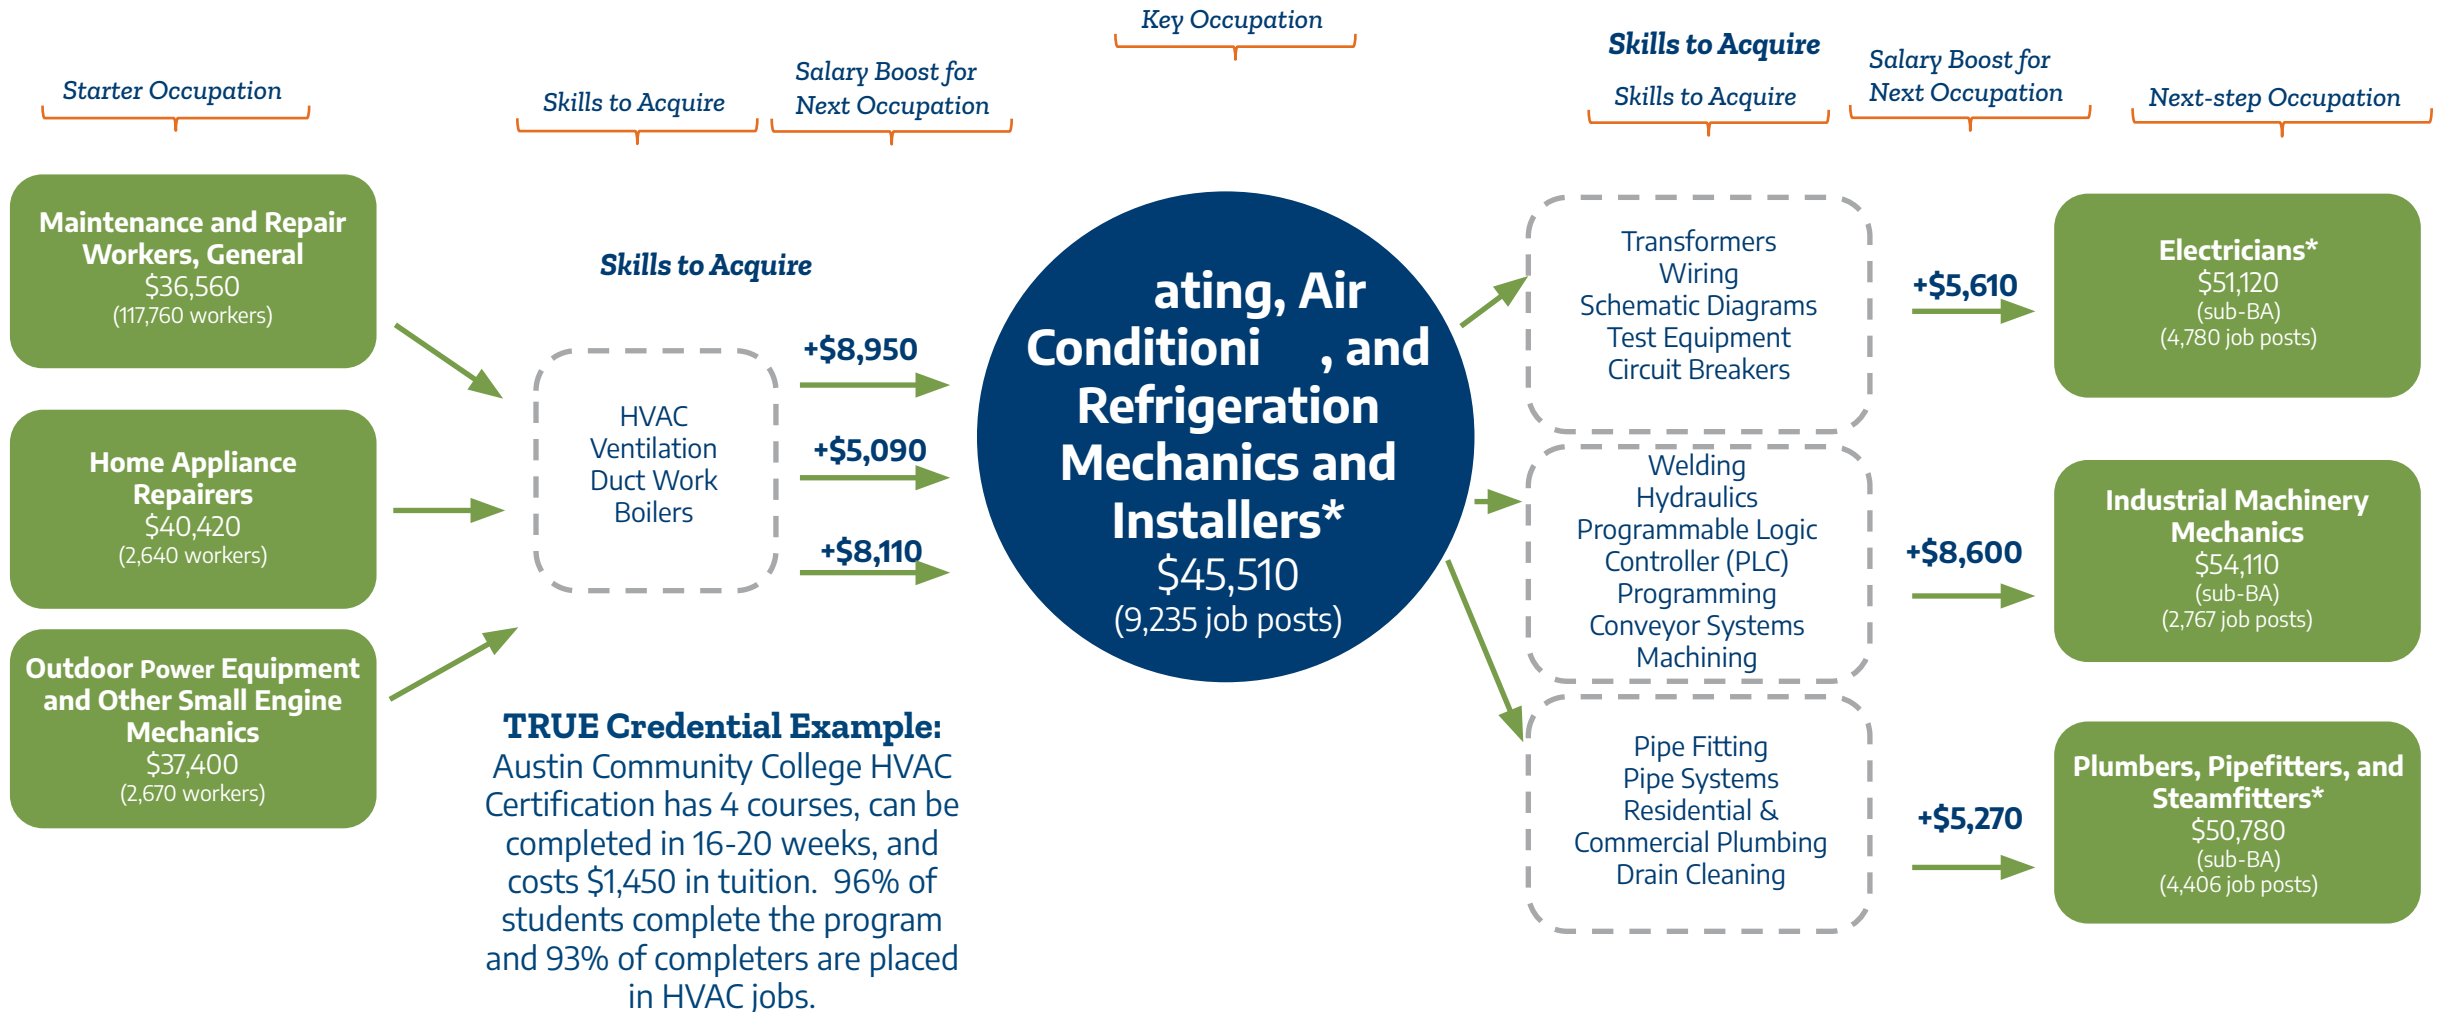 Key Occupation
Starter Occupation
Skills to Acquire
Salary Boost for
Next Occupation
Skills to Acquire
Skills to Acquire
Salary Boost for
Next Occupation
Next-step Occupation
Maintenance and Repair
Workers, General
$36,560
(117,760 workers)
Home Appliance
Repairers
$40,420
(2,640 workers)
Outdoor Power Equipment
and Other Small Engine
Mechanics
$37,400
(2,670 workers)
Skills to Acquire
HVAC
Ventilation
Duct Work
Boilers
+$8,950
+$5,090
+$8,110
TRUE Credential Example:
Austin Community College HVAC
Certification has 4 courses, can be
completed in 16-20 weeks, and
costs $1,450 in tuition. 96% of
students complete the program
and 93% of completers are placed
in HVAC jobs.
ating, Air
Conditioni , and
Refrigeration
Mechanics and
Installers*
$45,510
(9,235 job posts)
Transformers
Wiring
Schematic Diagrams
Test Equipment
Circuit Breakers
+$5,610
Electricians*
$51,120
(sub-BA)
(4,780 job posts)
Welding
Hydraulics
Programmable Logic
Controller (PLC)
Programming
Conveyor Systems
Machining
+$8,600
Industrial Machinery
Mechanics
$54,110
(sub-BA)
(2,767 job posts)
Pipe Fitting
Pipe Systems
Residential &
Commercial Plumbing
Drain Cleaning
+$5,270
Plumbers, Pipefitters, and
Steamfitters*
$50,780
(sub-BA)
(4,406 job posts)